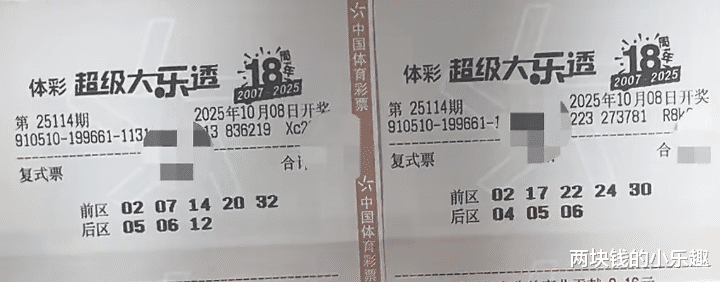 体彩 超级大乐透 18周年 2007-2025
第 25114期 2025年10月08日开奖
910510-199661-1131 13 836219
复式票
前区 02 07 14 20 32
后区 05 06 12
中国体育彩票
中国体育彩票
体彩 超级大乐透 18周年 2007-2025
第 25114期 2025年10月08日开奖
910510-199661-1 223 273781
复式票
前区 02 17 22 24 30
后区 04 05 06
两块钱的小乐趣